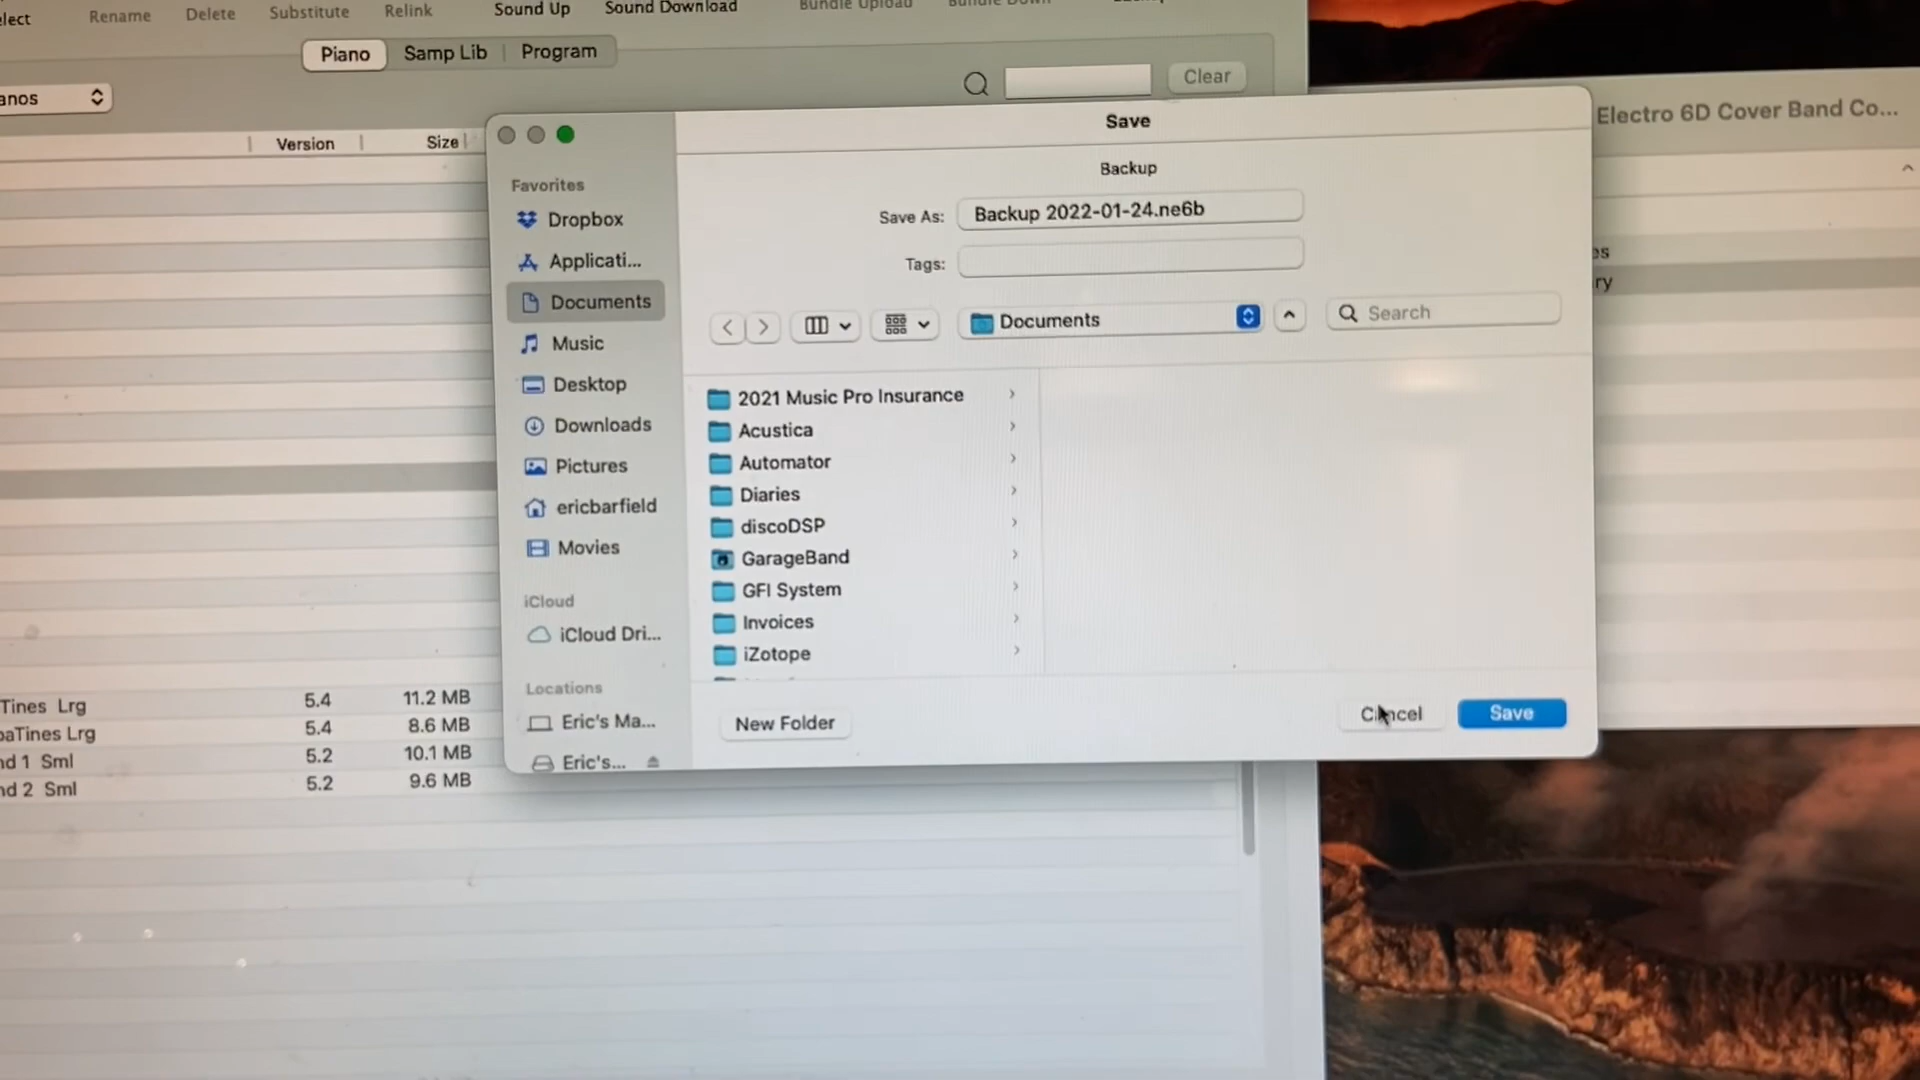 Rename Delete Substitute Relink Sound Up Sound Download
Piano Samp Lib Program
Clear
Version Size
Save
Electro 6D Cover Band Co...
Backup
Save As: Backup 2022-01-24.ne6b
Tags:
Documents
Search
Favorites
Dropbox
Applicati...
Documents
Music
Desktop
Downloads
Pictures
ericbarfield
Movies
iCloud
iCloud Dri...
Locations
Eric's Ma...
Eric's...
2021 Music Pro Insurance
Acustica
Automator
Diaries
discoDSP
GarageBand
GFI System
Invoices
iZotope
New Folder
Cancel
Save
Tines Lrg 5.4 11.2 MB
paTines Lrg 5.4 8.6 MB
nd 1 Sml 5.2 10.1 MB
nd 2 Sml 5.2 9.6 MB